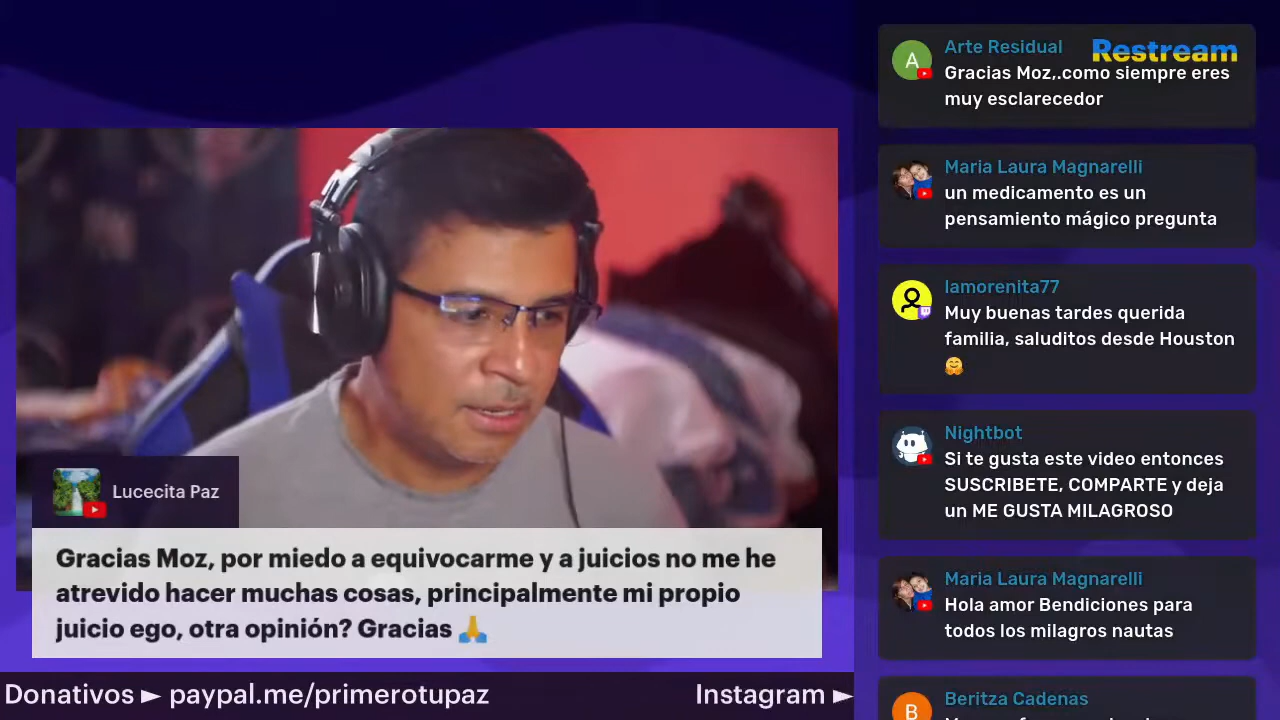 Lucecita Paz
Gracias Moz, por miedo a equivocarme y a juicios no me he
atrevido hacer muchas cosas, principalmente mi propio
juicio ego, otra opinión? Gracias 🙏
Donativos ► paypal.me/primerotupaz
Instagram ►
Restream
Arte Residual
Gracias Moz,.como siempre eres
muy esclarecedor
Maria Laura Magnarelli
un medicamento es un
pensamiento mágico pregunta
lamorenita77
Muy buenas tardes querida
familia, saluditos desde Houston
🤗
Nightbot
Si te gusta este video entonces
SUSCRIBETE, COMPARTE y deja
un ME GUSTA MILAGROSO
Maria Laura Magnarelli
Hola amor Bendiciones para
todos los milagros nautas
Beritza Cadenas